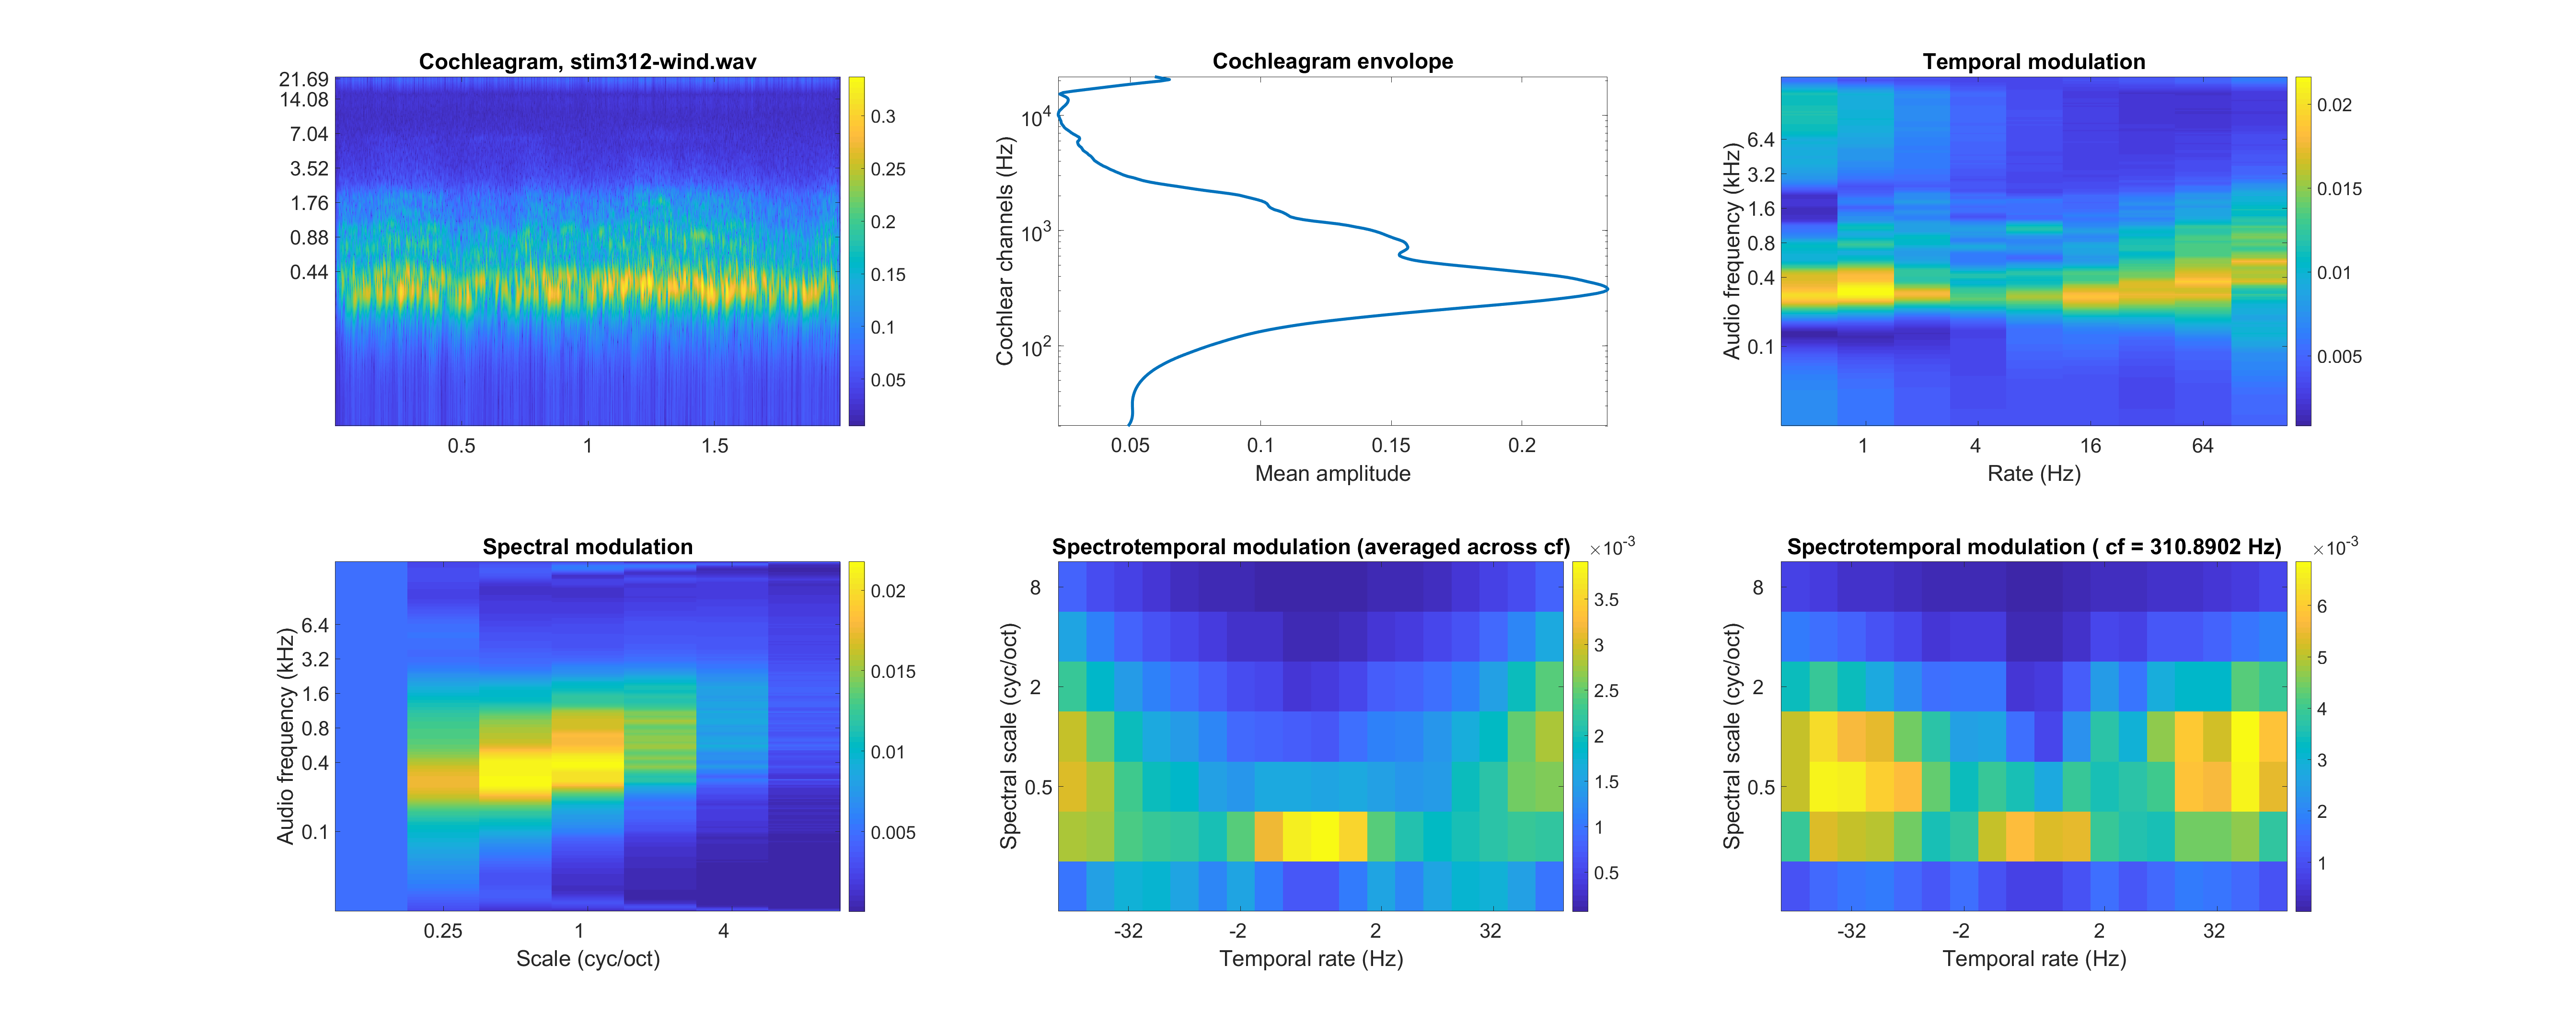 Cochleagram, stim312-wind.wav
21.69
14.08
7.04
3.52
1.76
0.88
0.44
0.5 1 1.5
0.3
0.25
0.2
0.15
0.1
0.05
Cochleagram envolope
Cochlear channels (Hz)
10^4
10^3
10^2
0.05 0.1 0.15 0.2
Mean amplitude
Temporal modulation
Audio frequency (kHz)
6.4
3.2
1.6
0.8
0.4
0.1
1 4 16 64
Rate (Hz)
0.02
0.015
0.01
0.005
Spectral modulation
Audio frequency (kHz)
6.4
3.2
1.6
0.8
0.4
0.1
0.25 1 4
Scale (cyc/oct)
0.02
0.015
0.01
0.005
Spectrotemporal modulation (averaged across cf)
×10^-3
Spectral scale (cyc/oct)
8
2
0.5
-32 -2 2 32
Temporal rate (Hz)
3.5
3
2.5
2
1.5
1
0.5
Spectrotemporal modulation ( cf = 310.8902 Hz)
×10^-3
Spectral scale (cyc/oct)
8
2
0.5
-32 -2 2 32
Temporal rate (Hz)
6
5
4
3
2
1